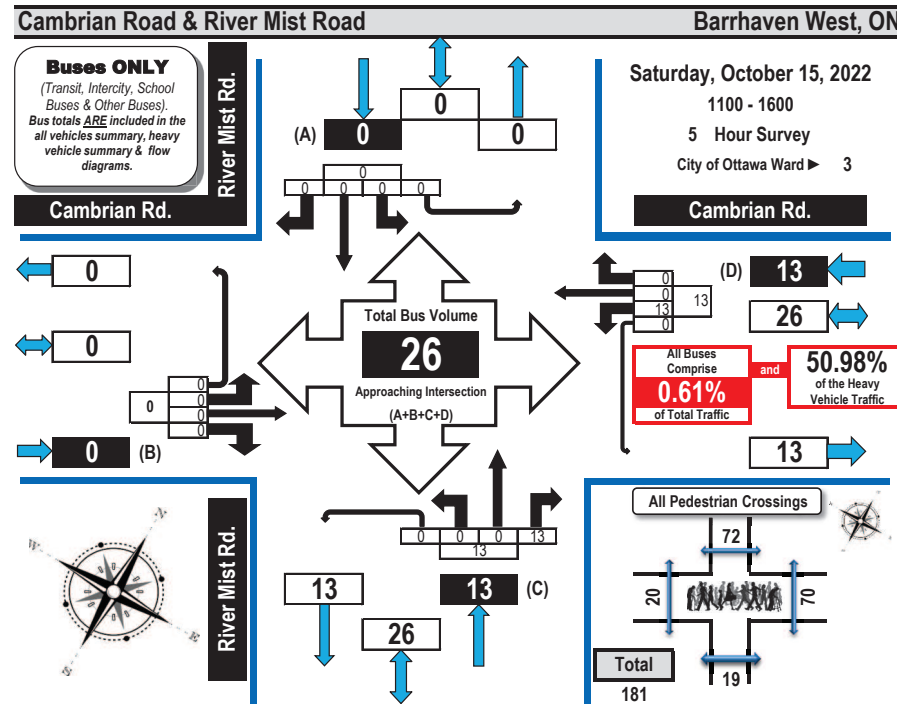 Cambrian Road & River Mist Road
Barrhaven West, ON
Buses ONLY
(Transit, Intercity, School
Buses & Other Buses).
Bus totals ARE included in the
all vehicles summary, heavy
vehicle summary & flow
diagrams.
River Mist Rd.
Cambrian Rd.
0
(A) 0
0
0
0 0 0 0
Saturday, October 15, 2022
1100 - 1600
5 Hour Survey
City of Ottawa Ward ► 3
Cambrian Rd.
0
0
0
0
0
0
0
0 (B)
Total Bus Volume
26
Approaching Intersection
(A+B+C+D)
0
0
13
0
13
(D) 13
26
All Buses
Comprise
0.61%
of Total Traffic
and
50.98%
of the Heavy
Vehicle Traffic
13
N
W
E
S
River Mist Rd.
0 0 0 13
13
13
13 (C)
26
All Pedestrian Crossings
72
20
70
19
Total
181